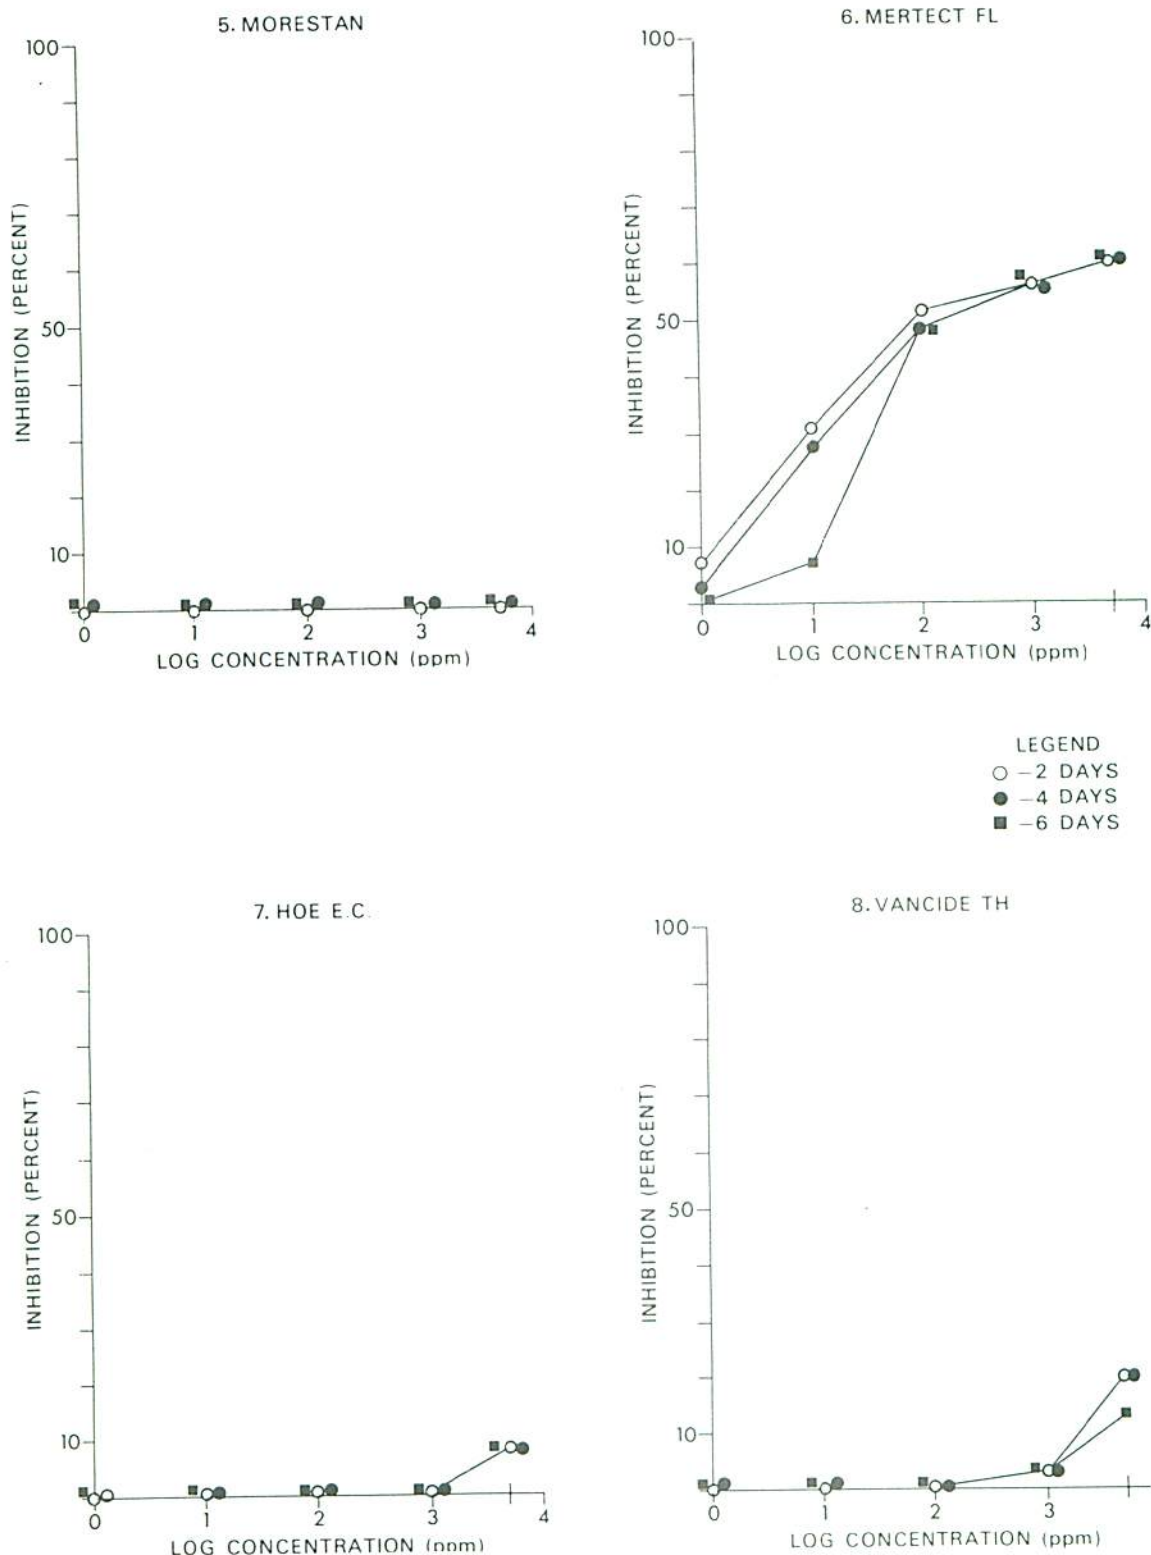 5. MORESTAN
100
50
10
INHIBITION (PERCENT)
0 1 2 3 4
LOG CONCENTRATION (ppm)
6. MERTECT FL
100
50
10
INHIBITION (PERCENT)
0 1 2 3 4
LOG CONCENTRATION (ppm)
LEGEND
–2 DAYS
–4 DAYS
–6 DAYS
7. HOE E.C.
100
50
10
INHIBITION (PERCENT)
0 1 2 3 4
LOG CONCENTRATION (ppm)
8. VANCIDE TH
100
50
10
INHIBITION (PERCENT)
0 1 2 3
LOG CONCENTRATION (ppm)